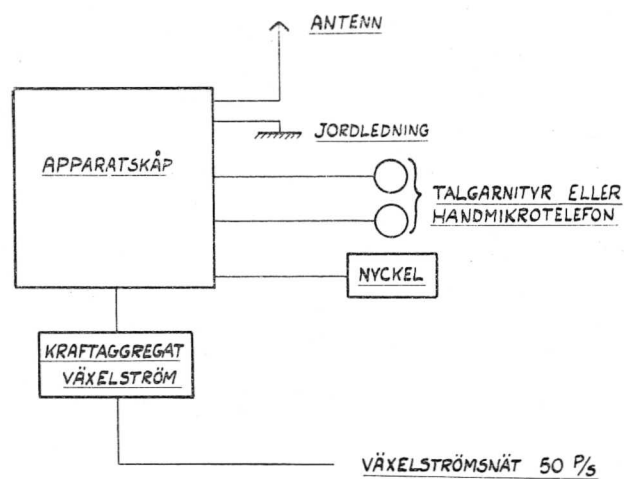 ANTENN
JORDLEDNING
APPARATSKÅP
TALGARNITYR ELLER
HANDMIKROTELEFON
NYCKEL
KRAFTAGGREGAT
VÄXELSTRÖM
VÄXELSTRÖMSNÄT 50 P/s